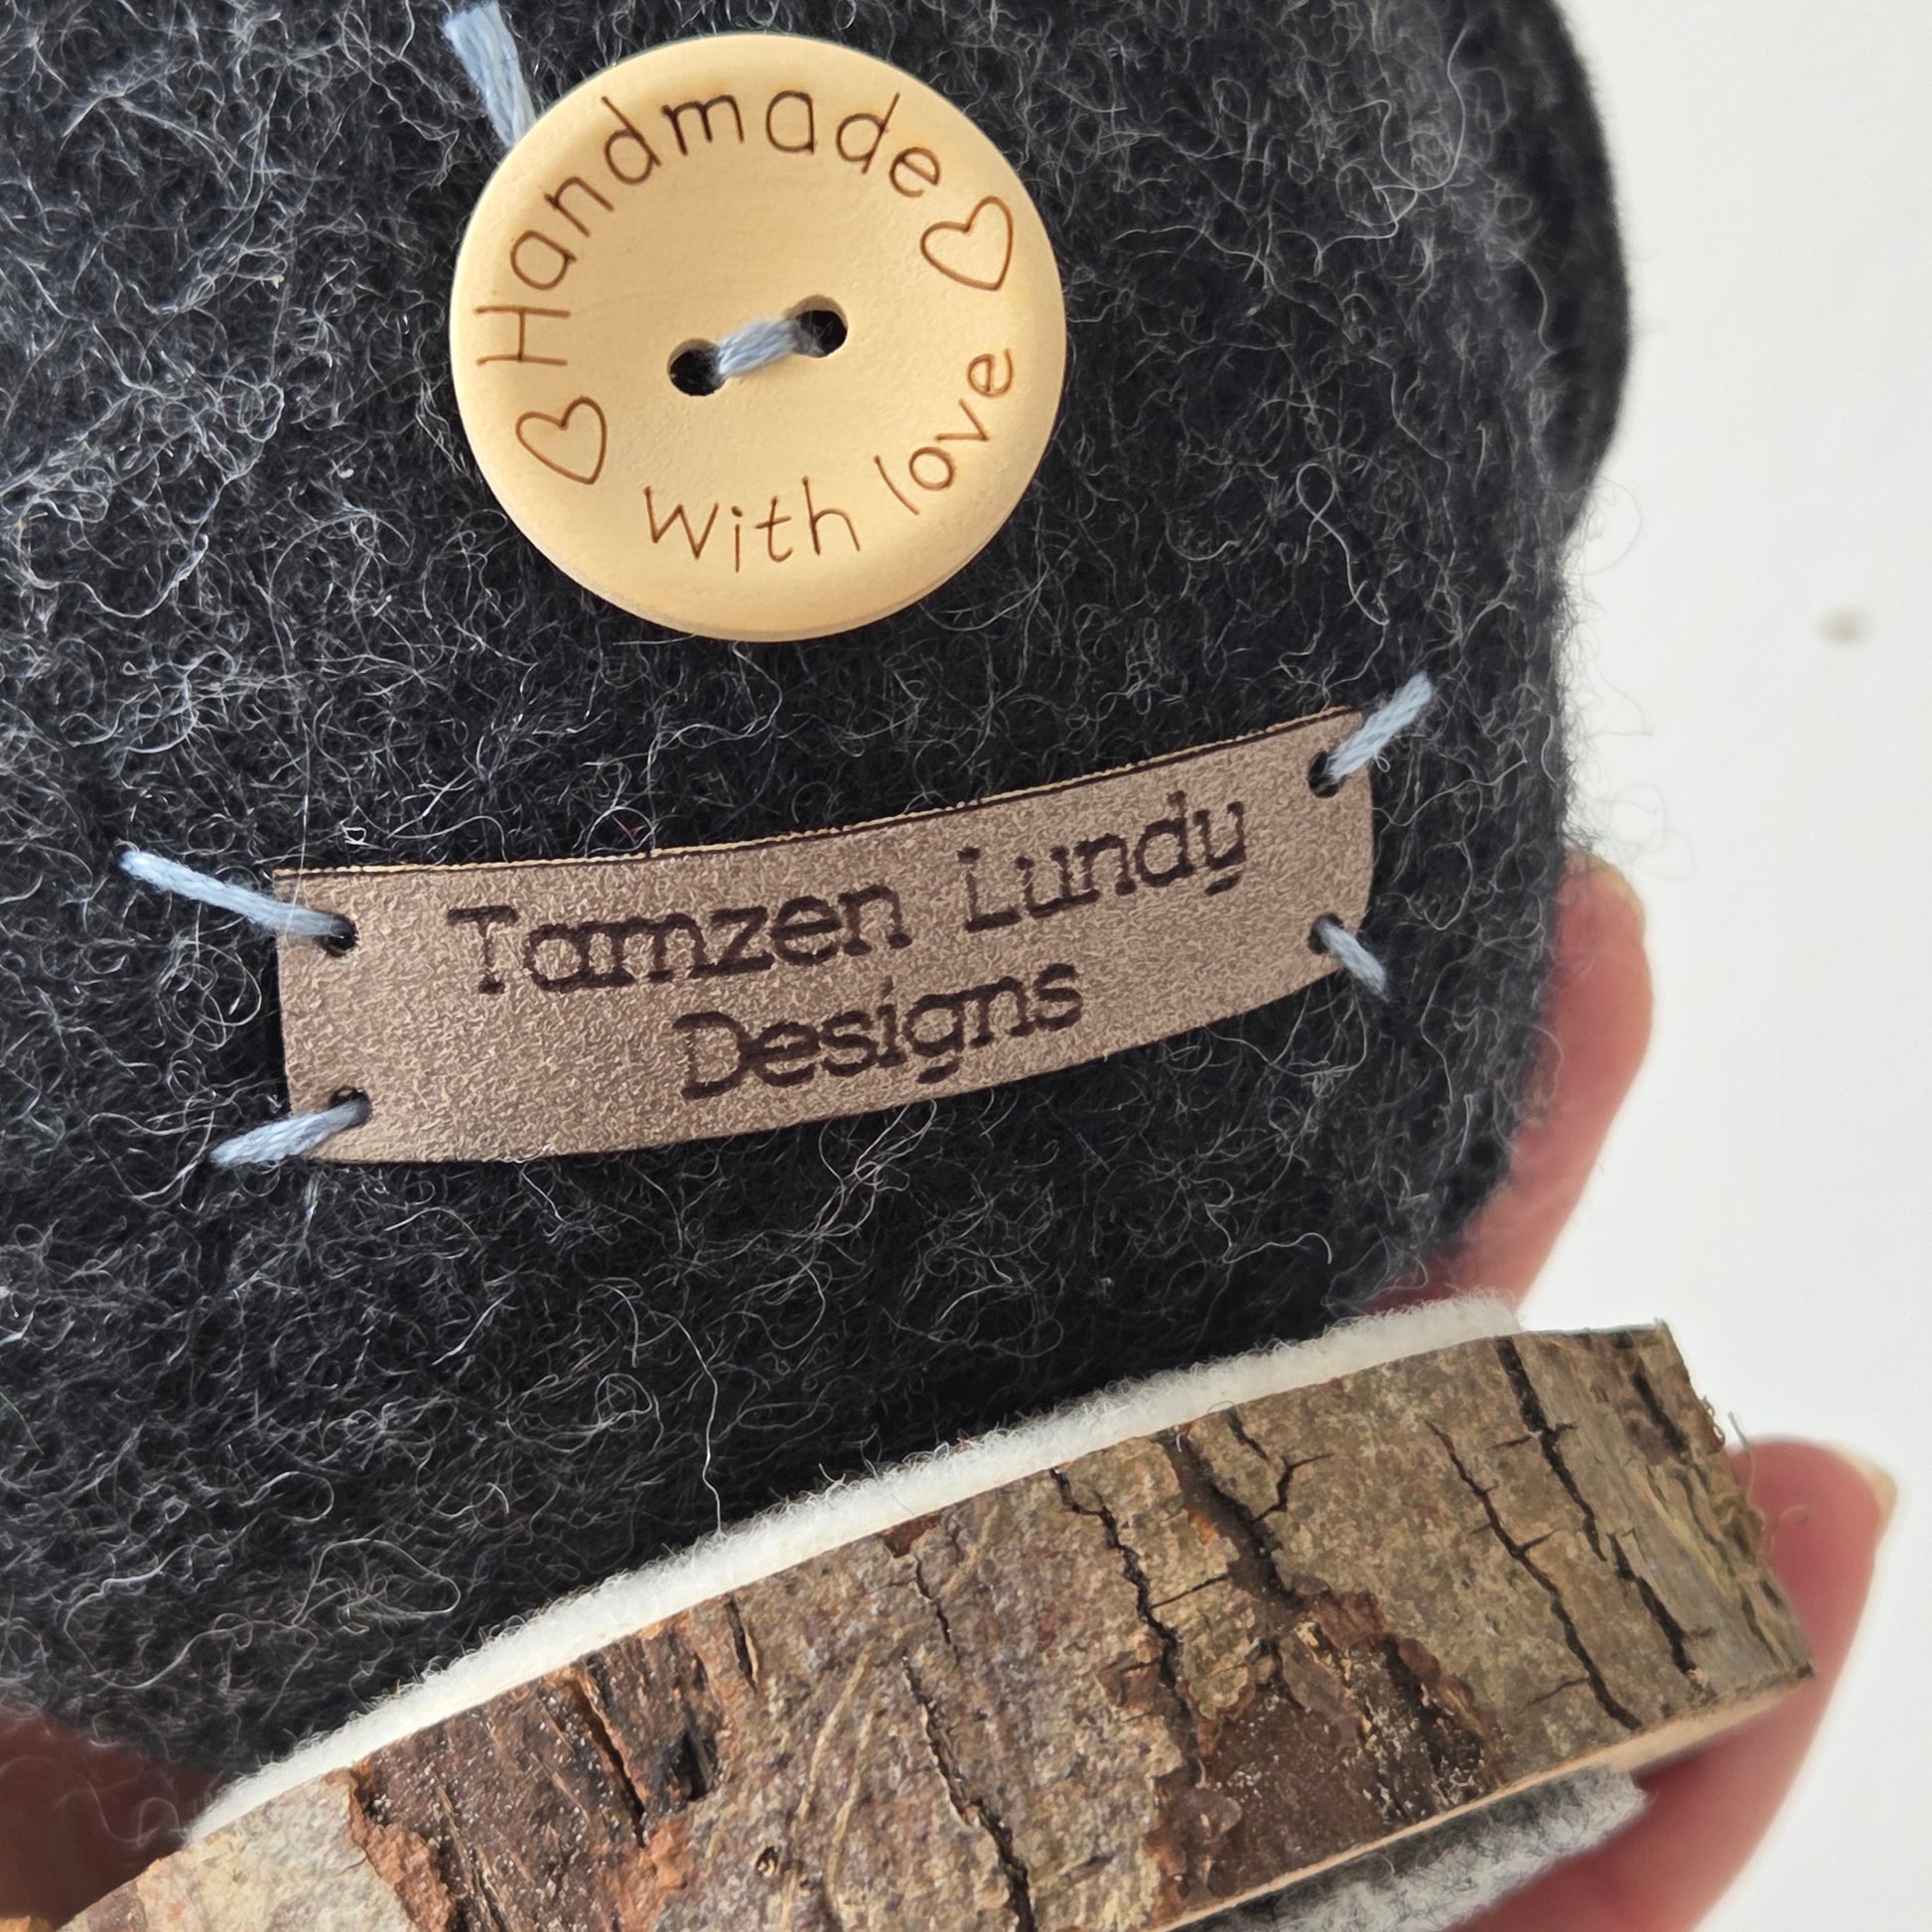 Handmade
With love
Tamzen Lundy
Designs